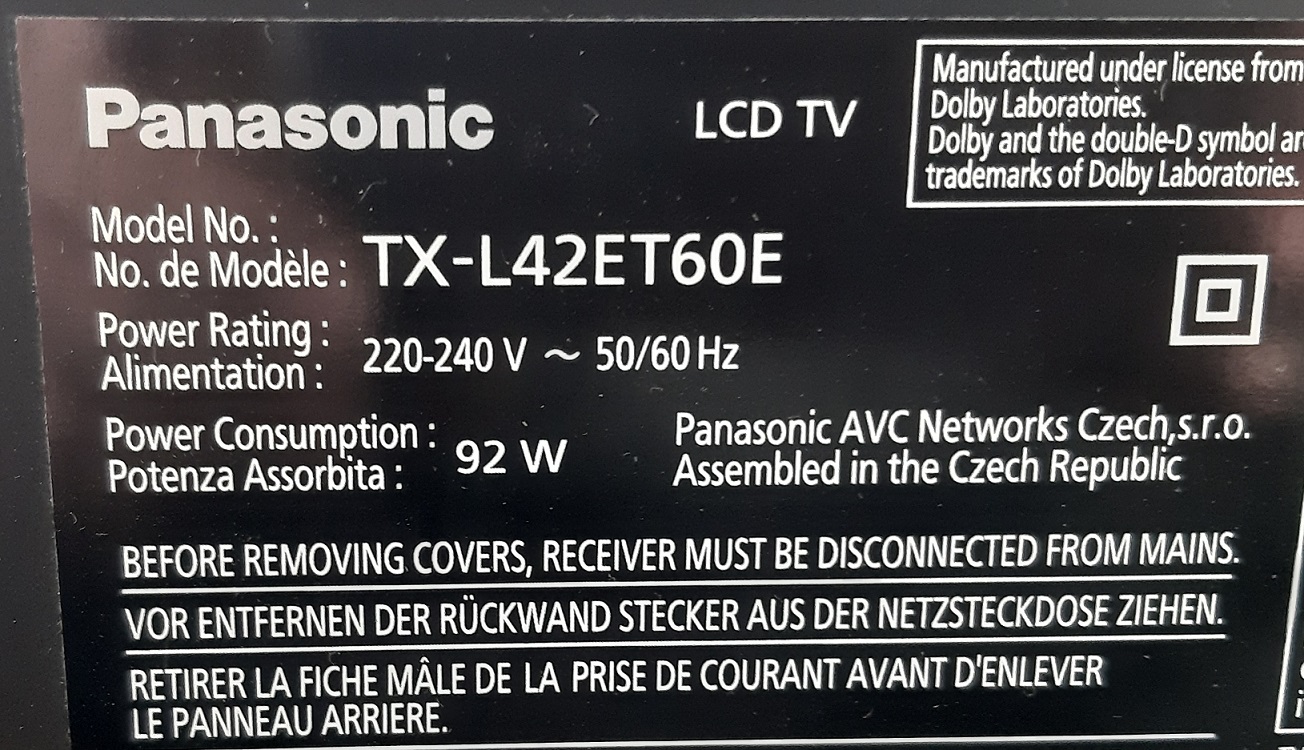 Panasonic
LCD TV
Manufactured under license from
Dolby Laboratories.
Dolby and the double-D symbol
trademarks of Dolby Laboratories.
Model No. :
No. de Modèle : TX-L42ET60E
Power Rating :
Alimentation : 220-240 V ~ 50/60 Hz
Power Consumption :
Potenza Assorbita : 92 W
Panasonic AVC Networks Czech,s.r.o.
Assembled in the Czech Republic
BEFORE REMOVING COVERS, RECEIVER MUST BE DISCONNECTED FROM MAINS.
VOR ENTFERNEN DER RÜCKWAND STECKER AUS DER NETZSTECKDOSE ZIEHEN.
RETIRER LA FICHE MÂLE DE LA PRISE DE COURANT AVANT D'ENLEVER
LE PANNEAU ARRIERE.